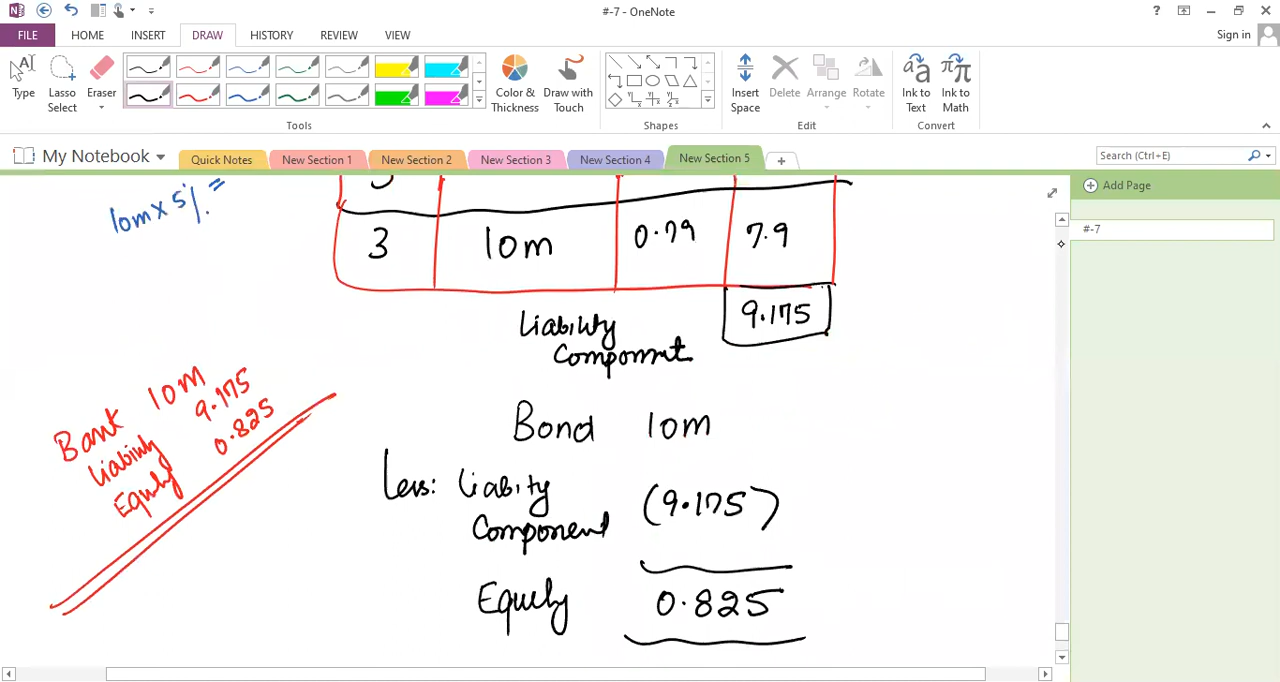 #-7 - OneNote
Sign in
FILE HOME INSERT DRAW HISTORY REVIEW VIEW
Type
Lasso Select
Eraser
Color & Thickness
Draw with Touch
Insert Space
Delete
Arrange
Rotate
Ink to Text
Ink to Math
Tools
Shapes
Edit
Convert
My Notebook
Quick Notes
New Section 1
New Section 2
New Section 3
New Section 4
New Section 5
Search (Ctrl+E)
Add Page
#-7
10m x 5% =
3 10m 0.79 7.9
9.175
Liability
Component
Bank 10m
Liability 9.175
Equity 0.825
Bond 10m
Less: Liability
Component (9.175)
Equity 0.825